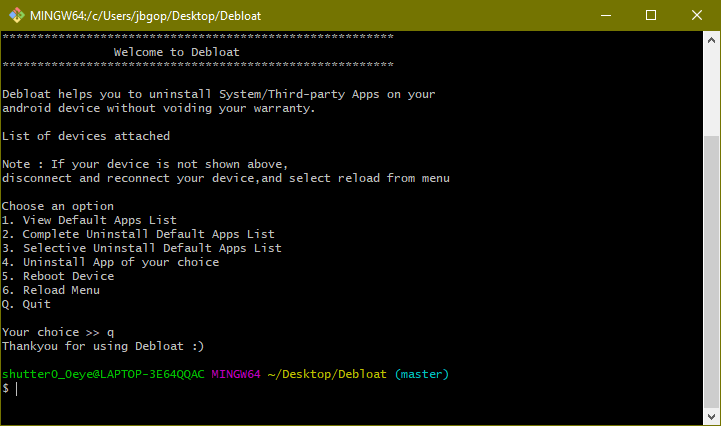 MINGW64:/c/Users/jbgop/Desktop/Debloat
********************************************************
Welcome to Debloat
********************************************************
Debloat helps you to uninstall System/Third-party Apps on your
android device without voiding your warranty.
List of devices attached
Note : If your device is not shown above,
disconnect and reconnect your device,and select reload from menu
Choose an option
1. View Default Apps List
2. Complete Uninstall Default Apps List
3. Selective Uninstall Default Apps List
4. Uninstall App of your choice
5. Reboot Device
6. Reload Menu
Q. Quit
Your choice >> q
Thankyou for using Debloat :)
shutter0_0eye@LAPTOP-3E64QQAC MINGW64 ~/Desktop/Debloat (master)
$